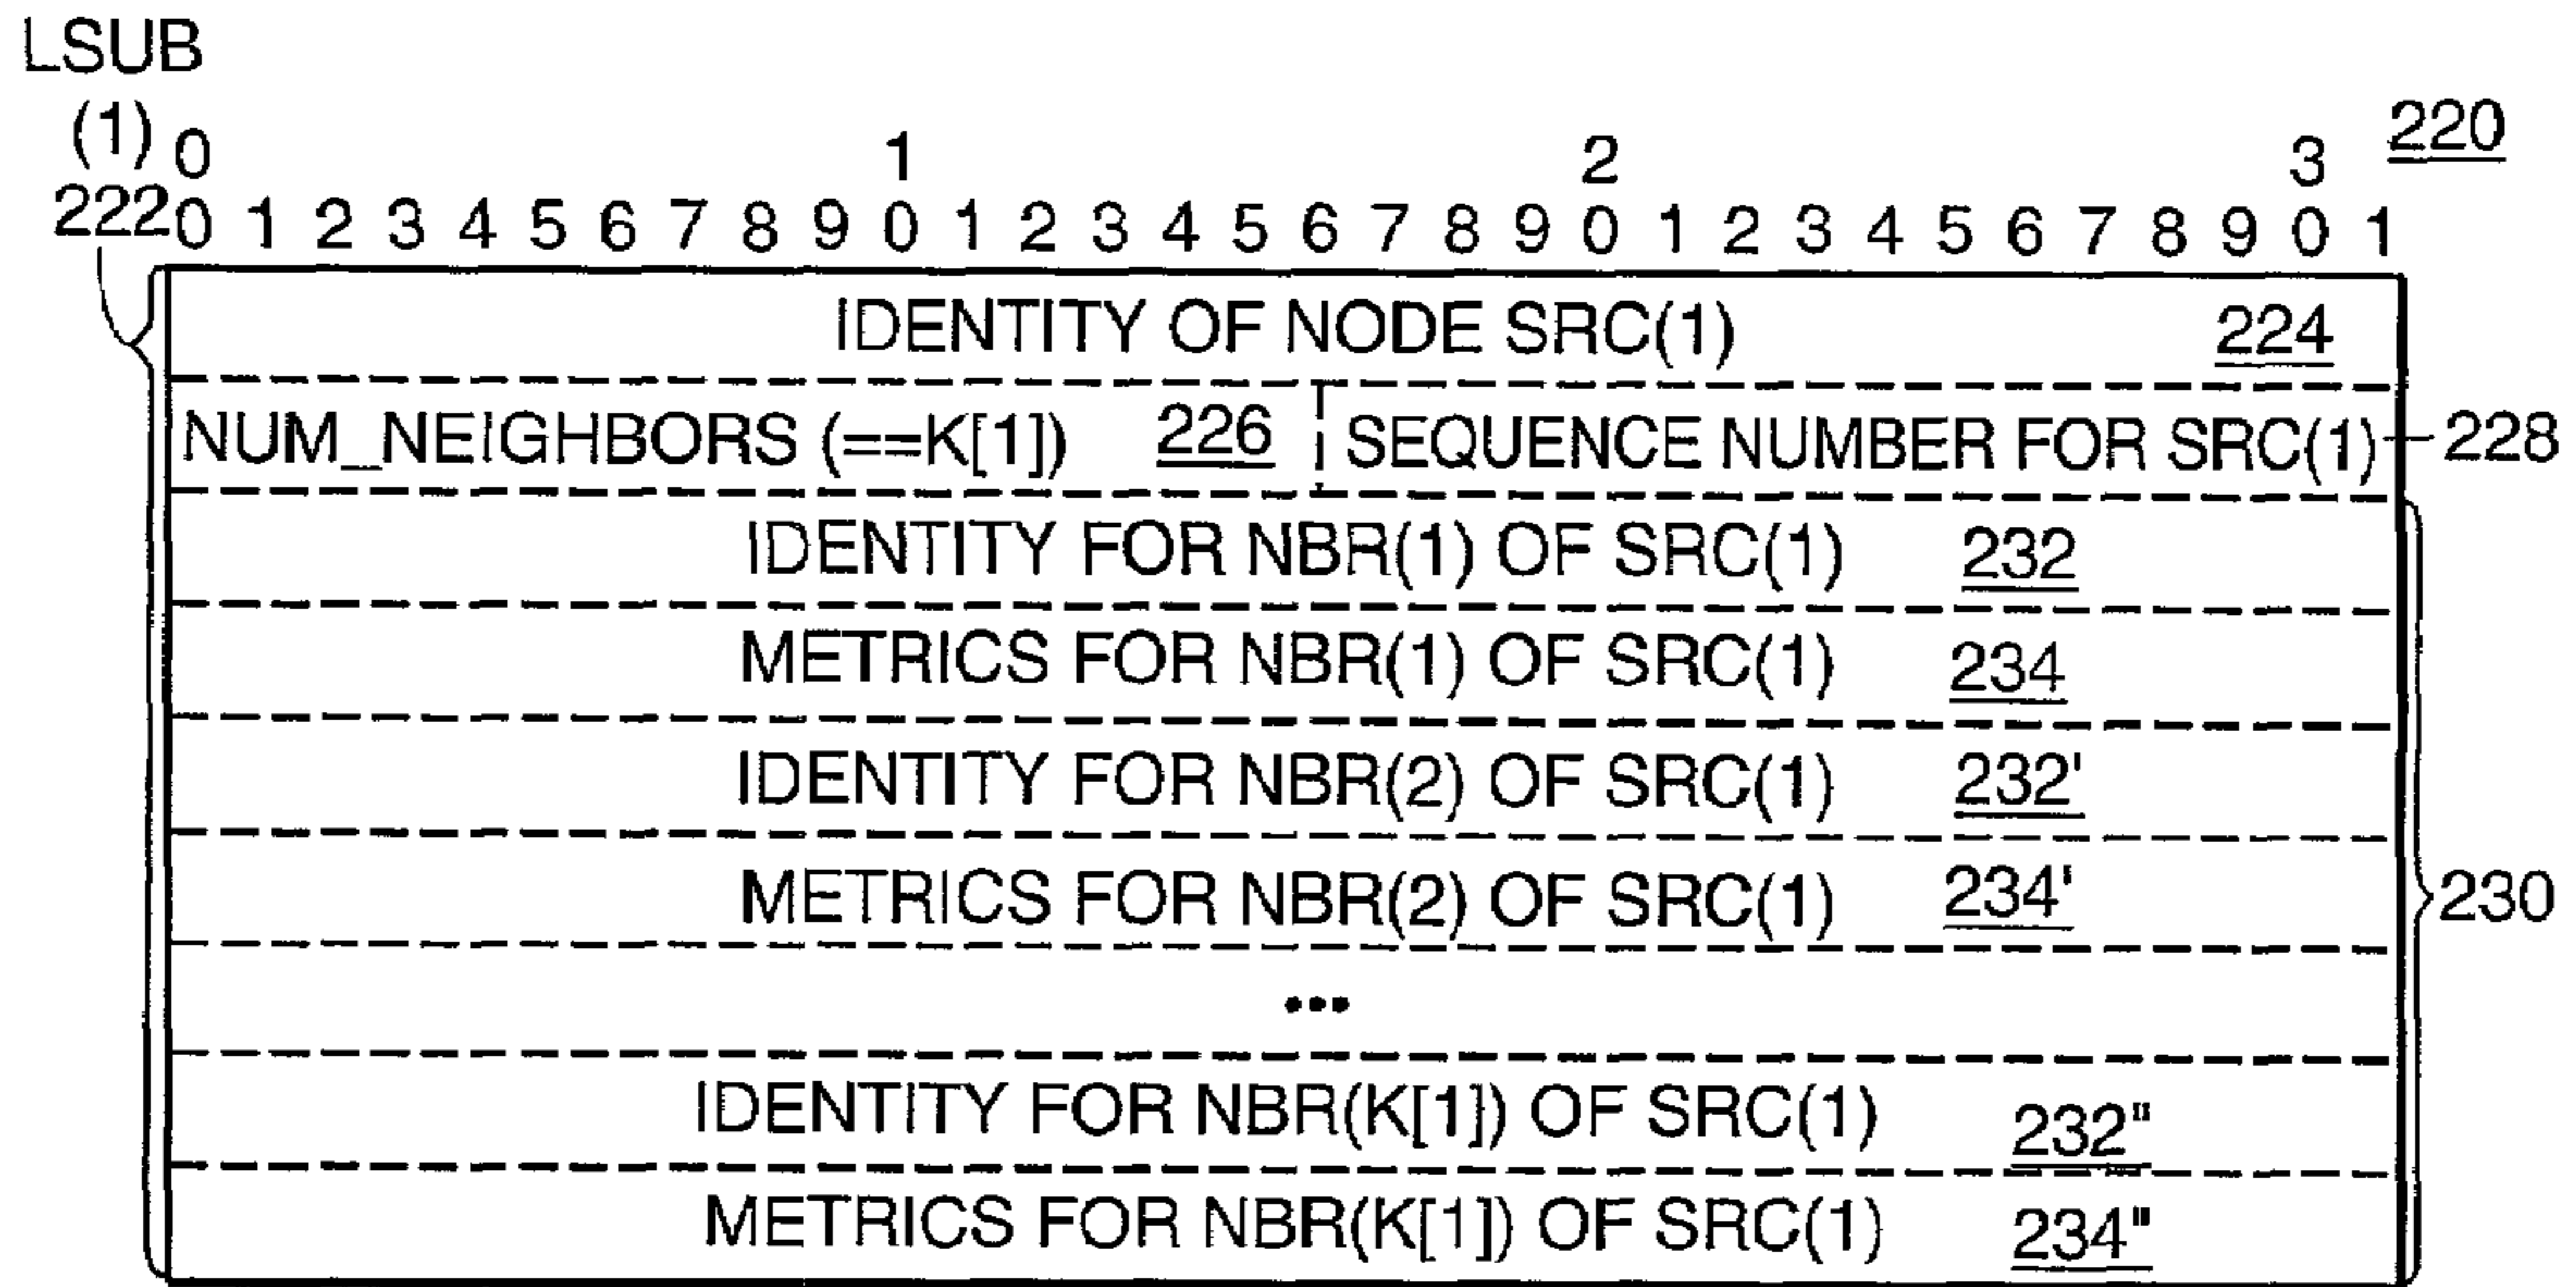 LSUB
(1)
0 1 2 3 220
222 0 1 2 3 4 5 6 7 8 9 0 1 2 3 4 5 6 7 8 9 0 1 2 3 4 5 6 7 8 9 0 1
IDENTITY OF NODE SRC(1) 224
NUM_NEIGHBORS (==K[1]) 226 SEQUENCE NUMBER FOR SRC(1) 228
IDENTITY FOR NBR(1) OF SRC(1) 232
METRICS FOR NBR(1) OF SRC(1) 234
IDENTITY FOR NBR(2) OF SRC(1) 232'
METRICS FOR NBR(2) OF SRC(1) 234' 230
•••
IDENTITY FOR NBR(K[1]) OF SRC(1) 232"
METRICS FOR NBR(K[1]) OF SRC(1) 234"